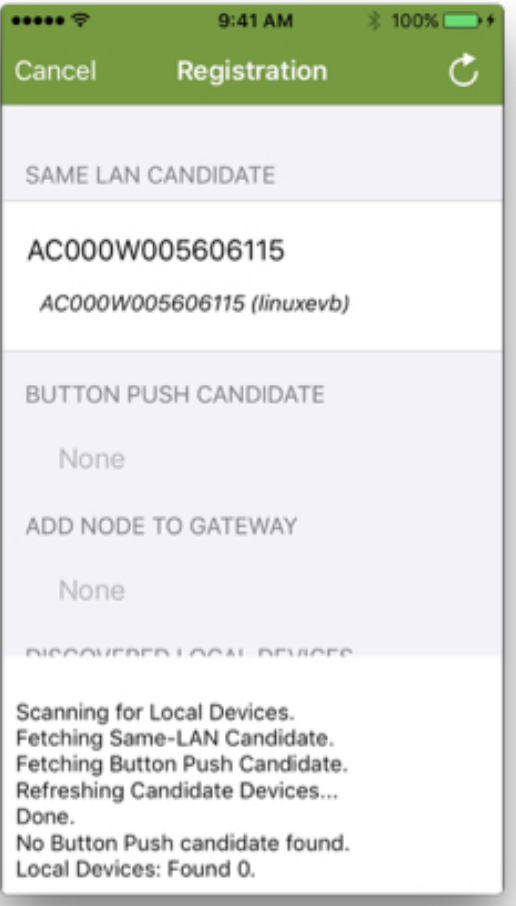 9:41 AM 100%
Cancel Registration
SAME LAN CANDIDATE
AC000W005606115
AC000W005606115 (linuxevb)
BUTTON PUSH CANDIDATE
None
ADD NODE TO GATEWAY
None
DISCOVERED LOCAL DEVICES
Scanning for Local Devices.
Fetching Same-LAN Candidate.
Fetching Button Push Candidate.
Refreshing Candidate Devices...
Done.
No Button Push candidate found.
Local Devices: Found 0.